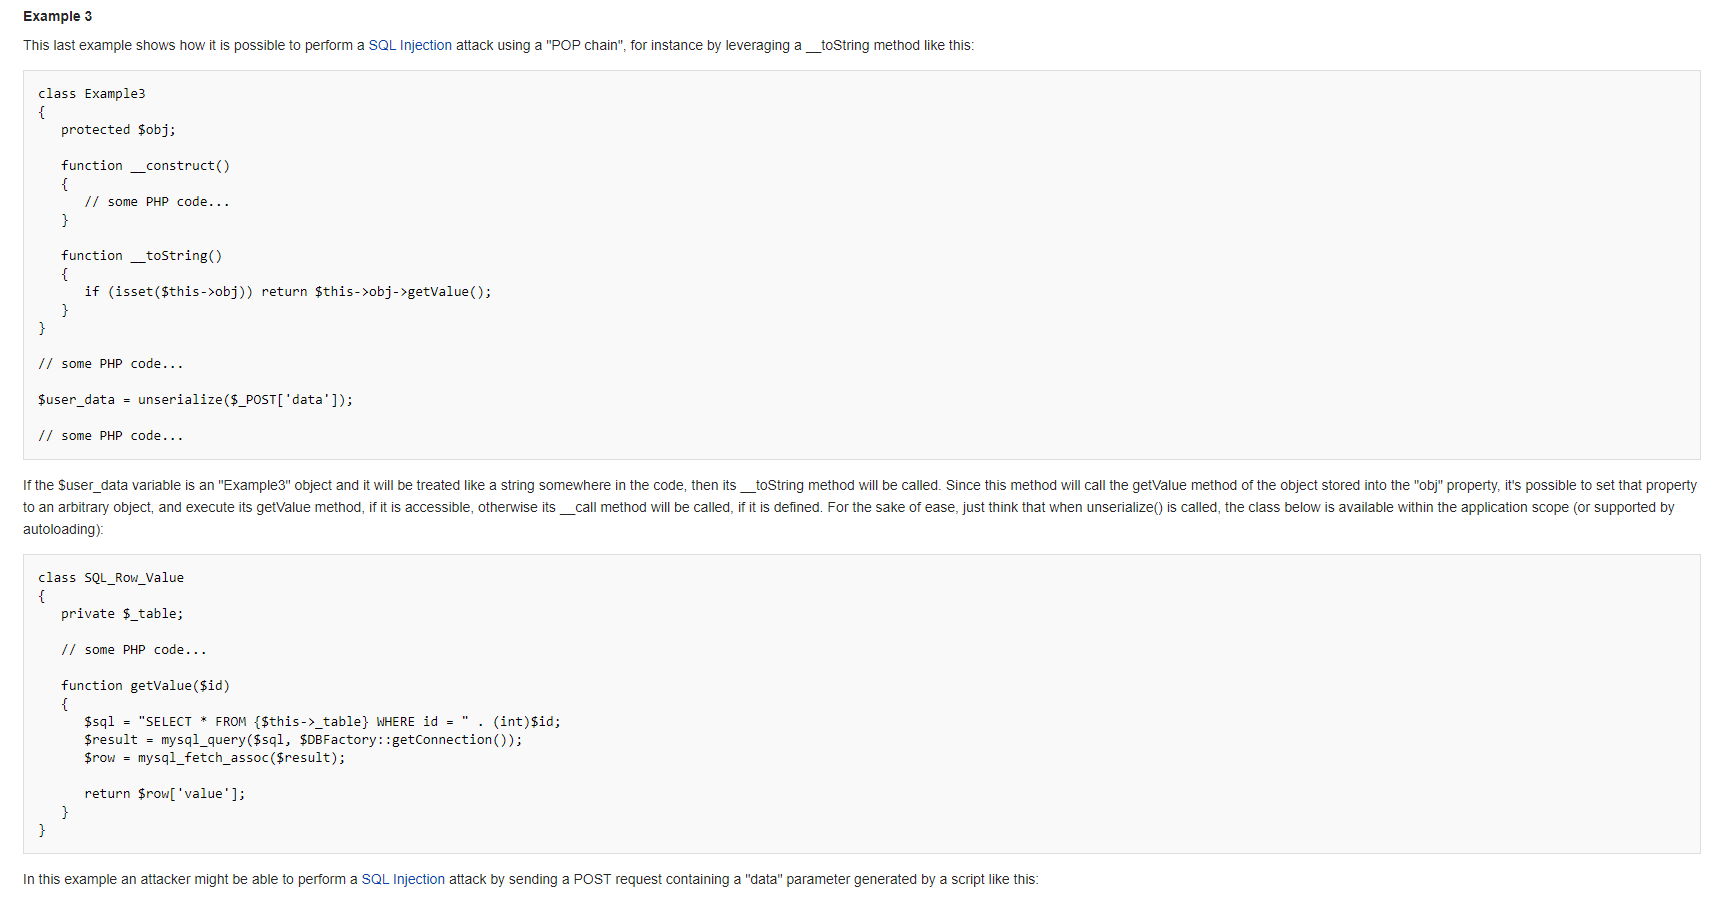 Example 3
This last example shows how it is possible to perform a SQL Injection attack using a "POP chain", for instance by leveraging a __toString method like this:
class Example3
{
   protected $obj;
   function __construct()
   {
      // some PHP code...
   }
   function __toString()
   {
      if (isset($this->obj)) return $this->obj->getValue();
   }
}
// some PHP code...
$user_data = unserialize($_POST['data']);
// some PHP code...
If the $user_data variable is an "Example3" object and it will be treated like a string somewhere in the code, then its __toString method will be called. Since this method will call the getValue method of the object stored into the "obj" property, it's possible to set that property
to an arbitrary object, and execute its getValue method, if it is accessible, otherwise its __call method will be called, if it is defined. For the sake of ease, just think that when unserialize() is called, the class below is available within the application scope (or supported by
autoloading):
class SQL_Row_Value
{
   private $_table;
   // some PHP code...
   function getValue($id)
   {
      $sql = "SELECT * FROM {$this->_table} WHERE id = " . (int)$id;
      $result = mysql_query($sql, $DBFactory::getConnection());
      $row = mysql_fetch_assoc($result);
      return $row['value'];
   }
}
In this example an attacker might be able to perform a SQL Injection attack by sending a POST request containing a "data" parameter generated by a script like this: